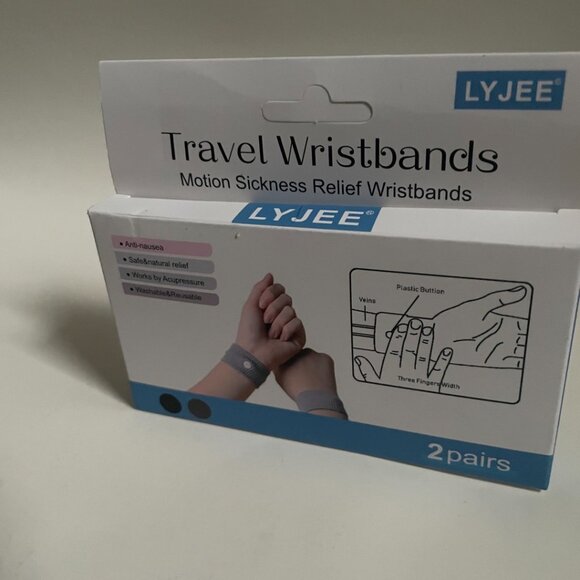 LYJEE®
Travel Wristbands
Motion Sickness Relief Wristbands
LYJEE®
• Anti-nausea
• Safe&natural relief
• Works by Acupressure
• Washable&Reusable
Plastic Buttion
Veins
Three Fingers Width
2pairs